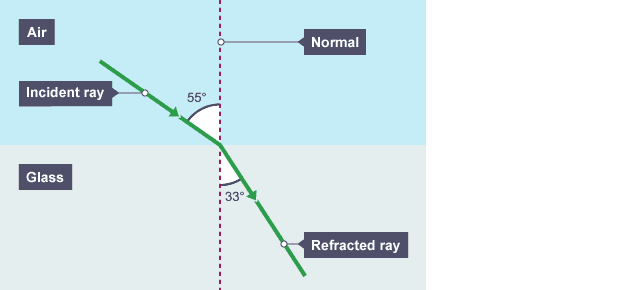 Air
Normal
Incident ray
55°
Glass
33°
Refracted ray